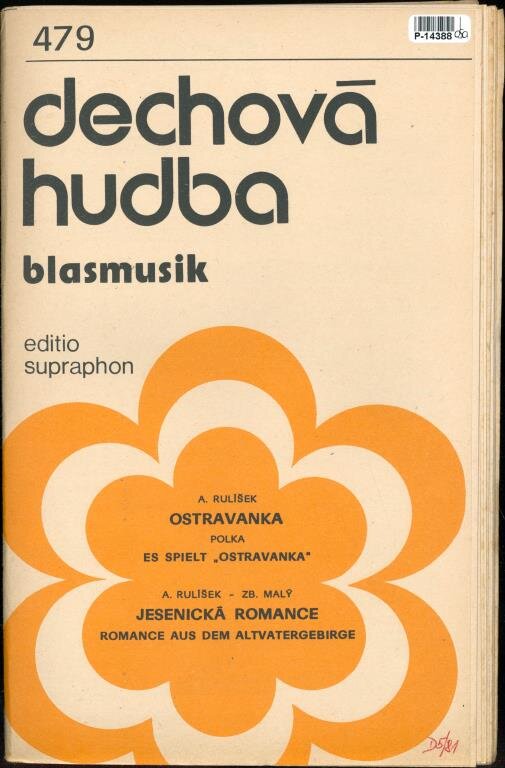 479
P-14388
dechová
hudba
blasmusik
editio
supraphon
A. RULÍŠEK
OSTRAVANKA
POLKA
ES SPIELT „OSTRAVANKA"
A. RULÍŠEK - ZB. MALÝ
JESENICKÁ ROMANCE
ROMANCE AUS DEM ALTVATERGEBIRGE